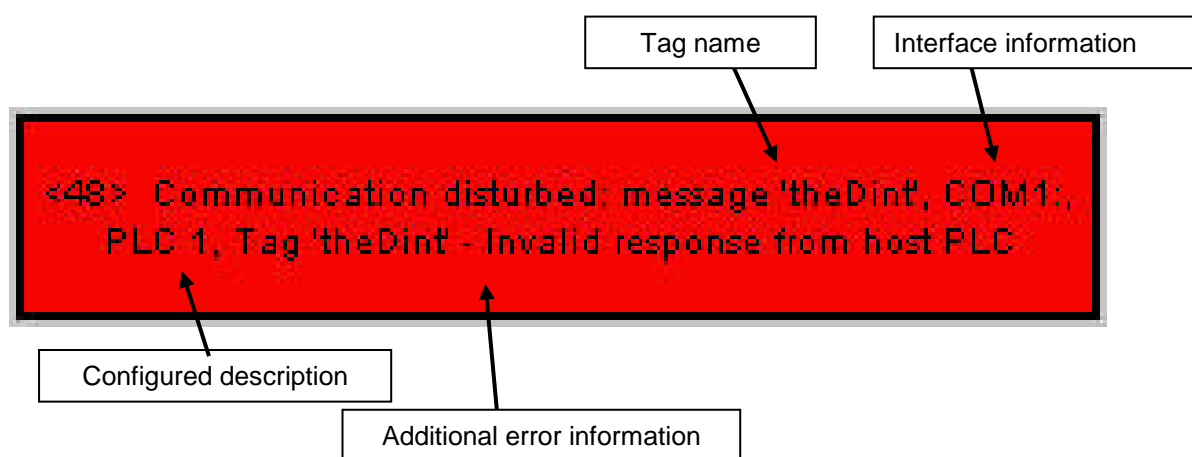 Tag name
Interface information
<48> Communication disturbed: message 'theDint', COM1:,
PLC 1, Tag 'theDint' - Invalid response from host PLC
Configured description
Additional error information